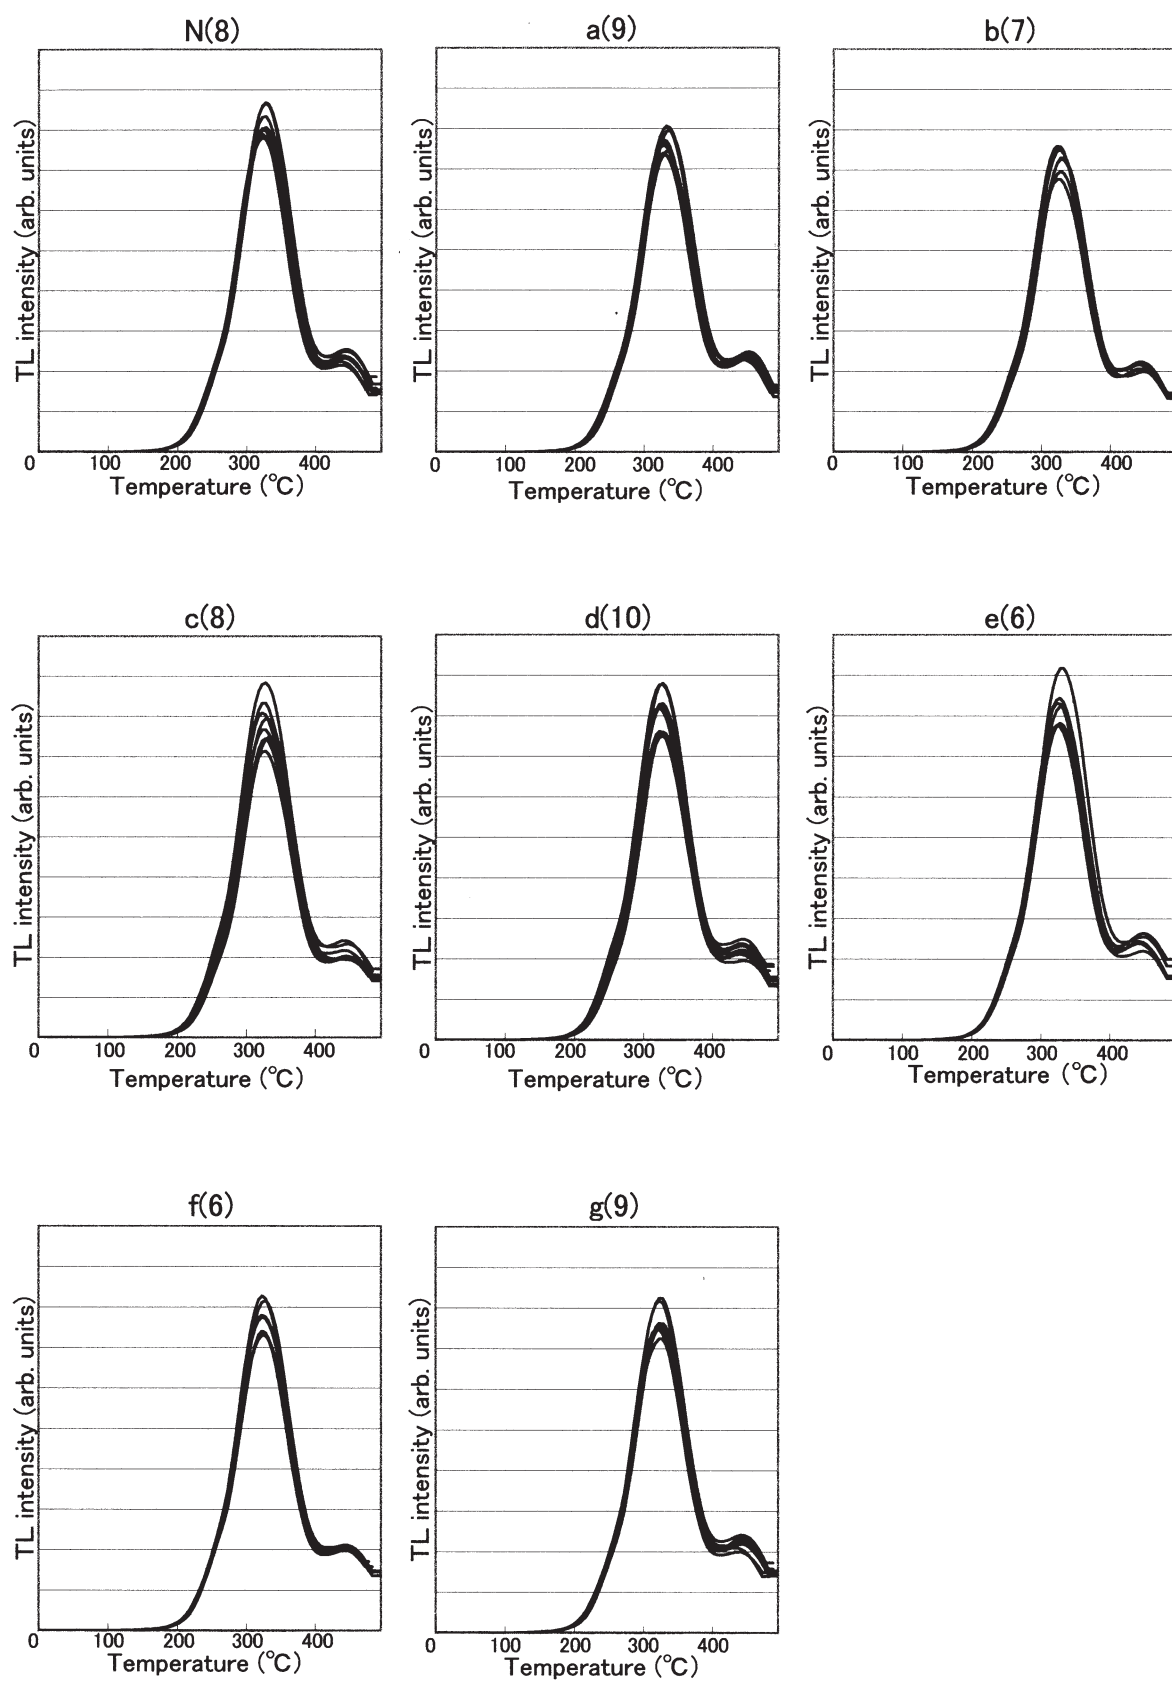 N(8)
a(9)
b(7)
TL intensity (arb. units)
TL intensity (arb. units)
TL intensity (arb. units)
0 100 200 300 400
0 100 200 300 400
0 100 200 300 400
Temperature (℃)
Temperature (℃)
Temperature (℃)
c(8)
d(10)
e(6)
TL intensity (arb. units)
TL intensity (arb. units)
TL intensity (arb. units)
0 100 200 300 400
0 100 200 300 400
0 100 200 300 400
Temperature (℃)
Temperature (℃)
Temperature (℃)
f(6)
g(9)
TL intensity (arb. units)
TL intensity (arb. units)
0 100 200 300 400
0 100 200 300 400
Temperature (℃)
Temperature (℃)